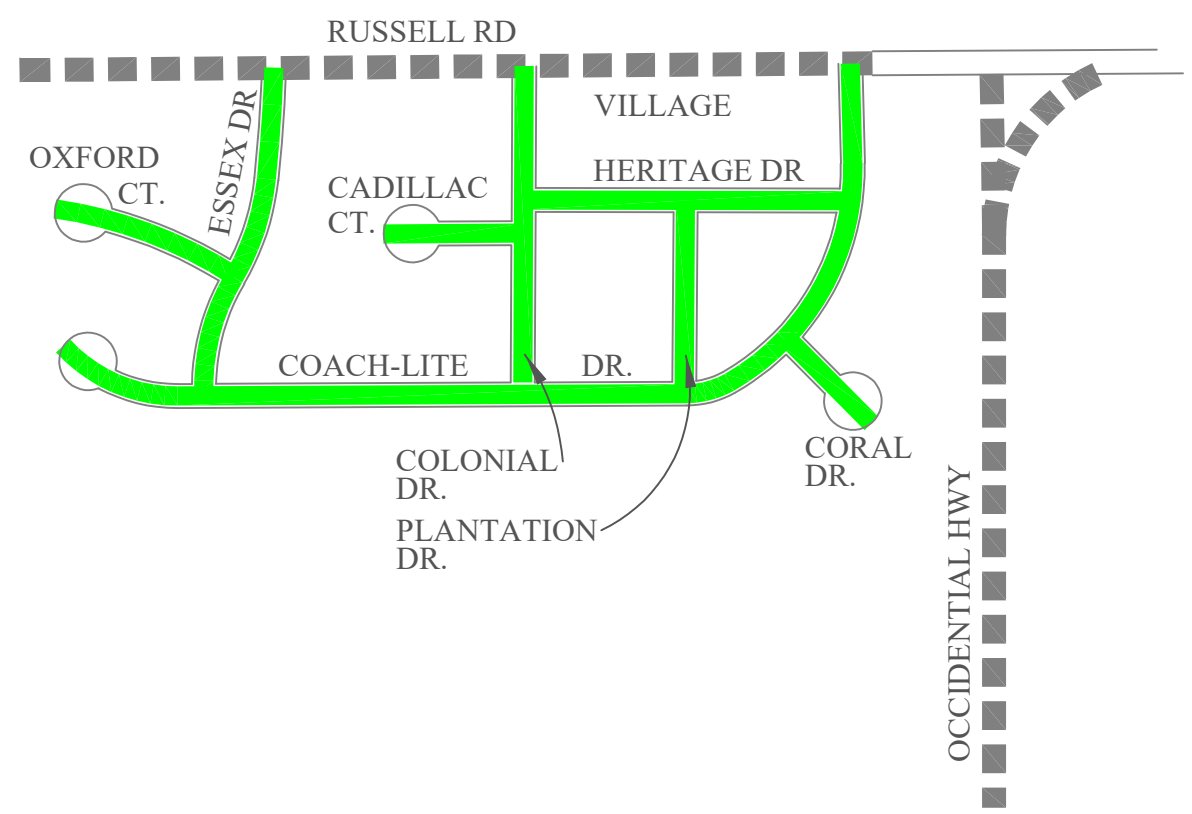 RUSSELL RD
VILLAGE
ESSEX DR
OXFORD
CT.
HERITAGE DR
CADILLAC
CT.
COACH-LITE DR.
COLONIAL
DR.
CORAL
DR.
PLANTATION
DR.
OCCIDENTIAL HWY